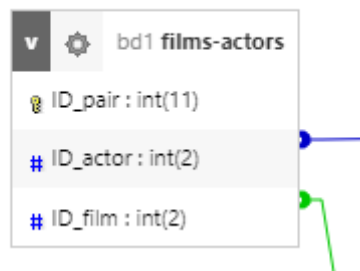 v bd1 films-actors
ID_pair : int(11)
# ID_actor : int(2)
# ID_film : int(2)